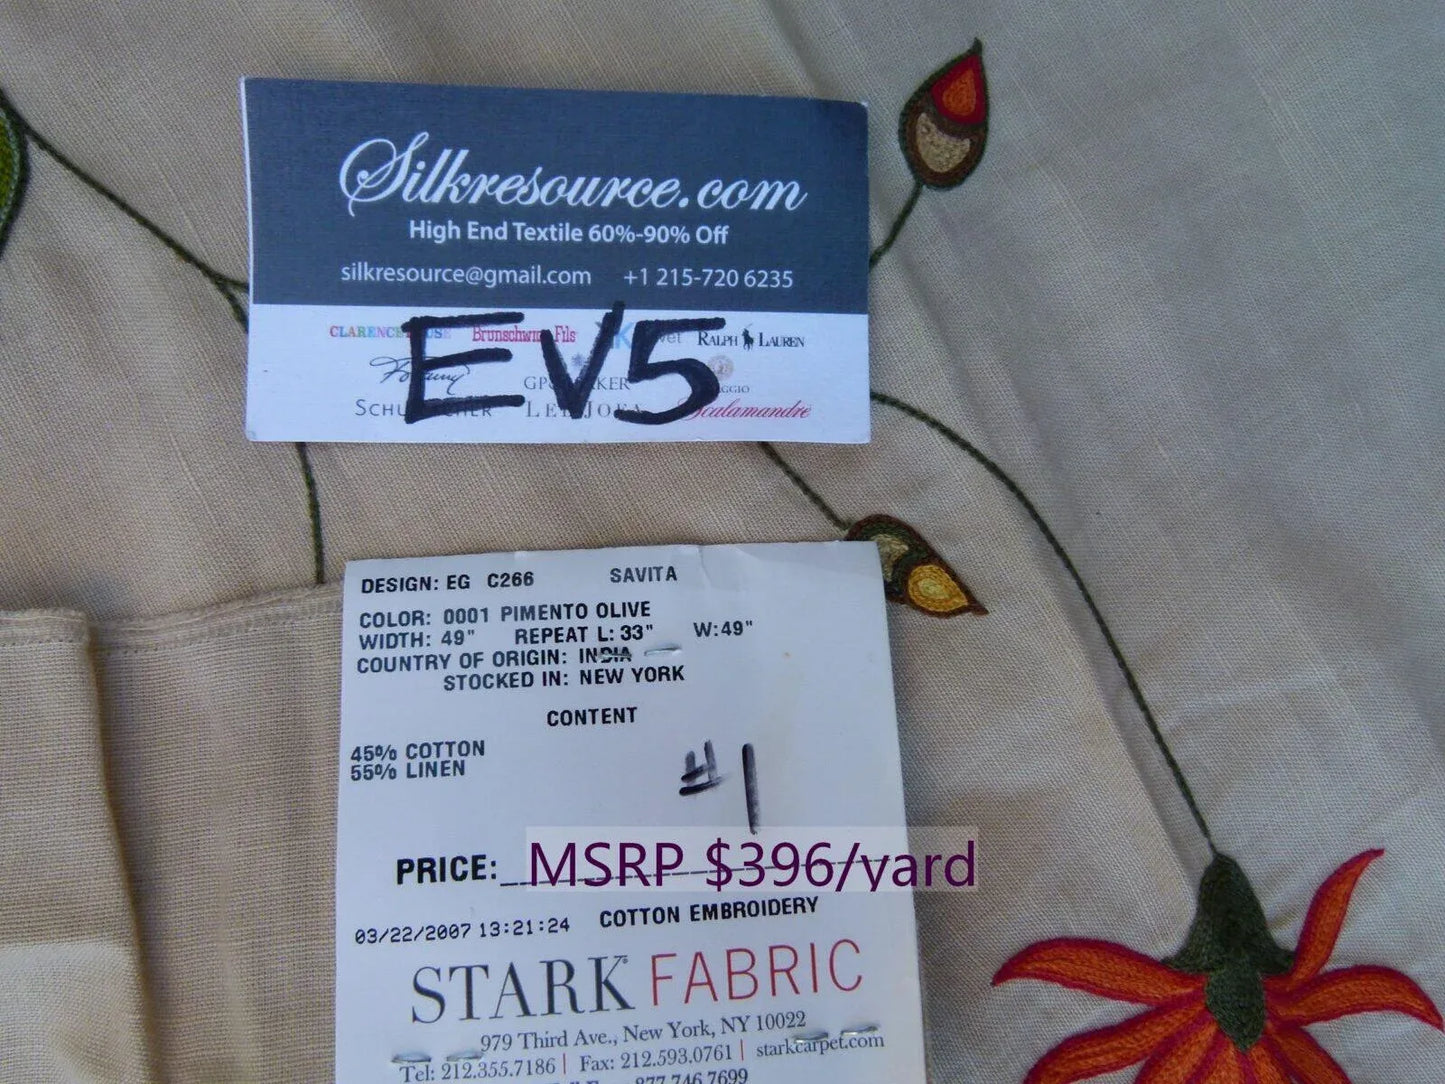 Silkresource.com
High End Textile 60%-90% Off
silkresource@gmail.com +1 215-720 6235
EV5
RALPH LAUREN
Scalamandré
DESIGN: EG C266 SAVITA
COLOR: 0001 PIMENTO OLIVE
WIDTH: 49" REPEAT L: 33" W:49"
COUNTRY OF ORIGIN: INDIA
STOCKED IN: NEW YORK
CONTENT
45% COTTON
55% LINEN
#1
PRICE: MSRP $396/yard
03/22/2007 13:21:24 COTTON EMBROIDERY
STARK FABRIC
979 Third Ave., New York, NY 10022
Tel: 212.355.7186 | Fax: 212.593.0761 | starkcarpet.com
877.746.7699